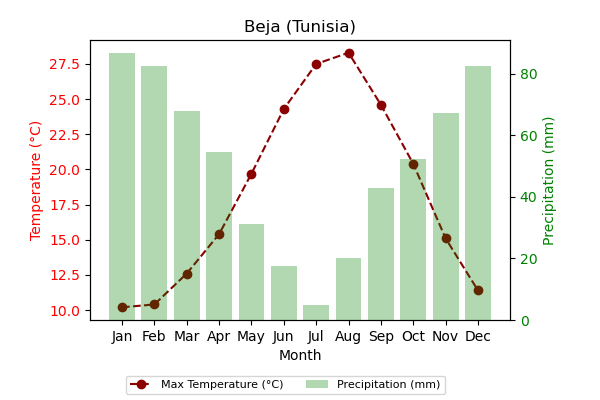 Beja (Tunisia)
Temperature (°C)
27.5
25.0
22.5
20.0
17.5
15.0
12.5
10.0
80
60
40
20
0
Precipitation (mm)
Jan Feb Mar Apr May Jun Jul Aug Sep Oct Nov Dec
Month
Max Temperature (°C) Precipitation (mm)